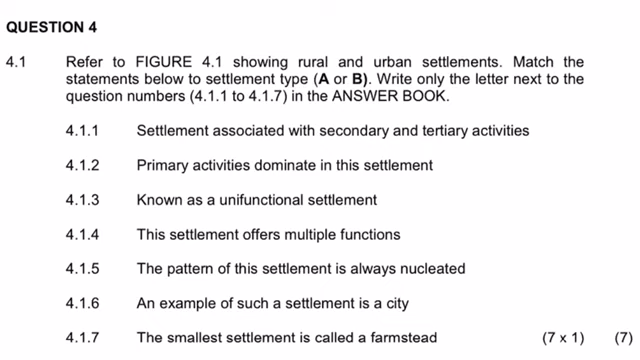 QUESTION 4
4.1 Refer to FIGURE 4.1 showing rural and urban settlements. Match the
statements below to settlement type (A or B). Write only the letter next to the
question numbers (4.1.1 to 4.1.7) in the ANSWER BOOK.
4.1.1 Settlement associated with secondary and tertiary activities
4.1.2 Primary activities dominate in this settlement
4.1.3 Known as a unifunctional settlement
4.1.4 This settlement offers multiple functions
4.1.5 The pattern of this settlement is always nucleated
4.1.6 An example of such a settlement is a city
4.1.7 The smallest settlement is called a farmstead (7 x 1) (7)